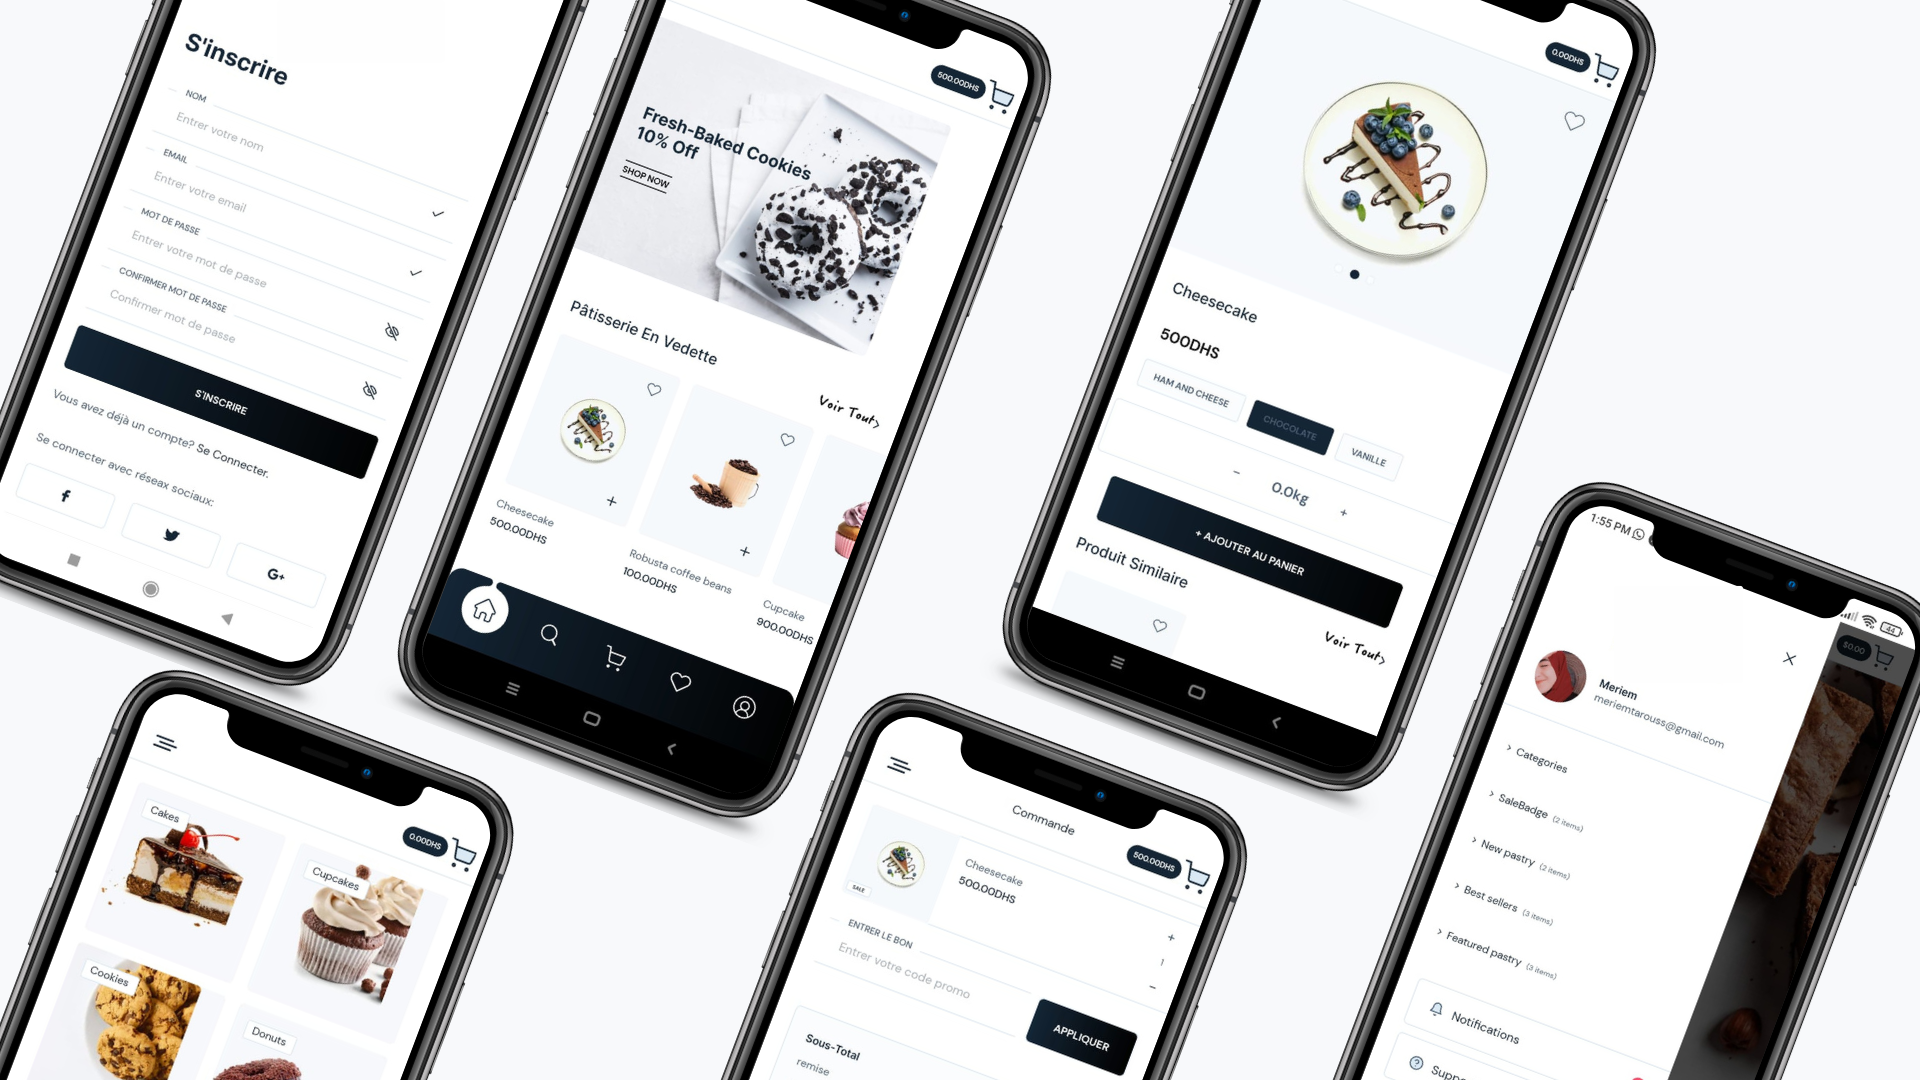 S'inscrire
NOM
Entrer votre nom
EMAIL
Entrer votre email
MOT DE PASSE
Entrer votre mot de passe
CONFIRMER MOT DE PASSE
Confirmer mot de passe
S'INSCRIRE
Vous avez déjà un compte? Se Connecter.
Se connecter avec réseax sociaux:
G+
500.00DHS
Fresh-Baked Cookies
10% Off
SHOP NOW
Pâtisserie En Vedette
Voir Tout>
Cheesecake
500.00DHS
Robusta coffee beans
100.00DHS
Cupcake
900.00DHS
0.00DHS
Cheesecake
500DHS
HAM AND CHEESE
CHOCOLATE
VANILLE
- 0.0kg +
+ AJOUTER AU PANIER
Produit Similaire
Voir Tout>
0.00DHS
Cakes
Cupcakes
Cookies
Donuts
Commande
500.00DHS
SALE
Cheesecake
500.00DHS
+
1
-
ENTRER LE BON
Entrer votre code promo
APPLIQUER
Sous-Total
remise
1:55 PM
44
$0.00
Meriem
meriemtarouss@gmail.com
> Categories
> SaleBadge (2 items)
> New pastry (2 items)
> Best sellers (3 items)
> Featured pastry (3 items)
Notifications
Supp